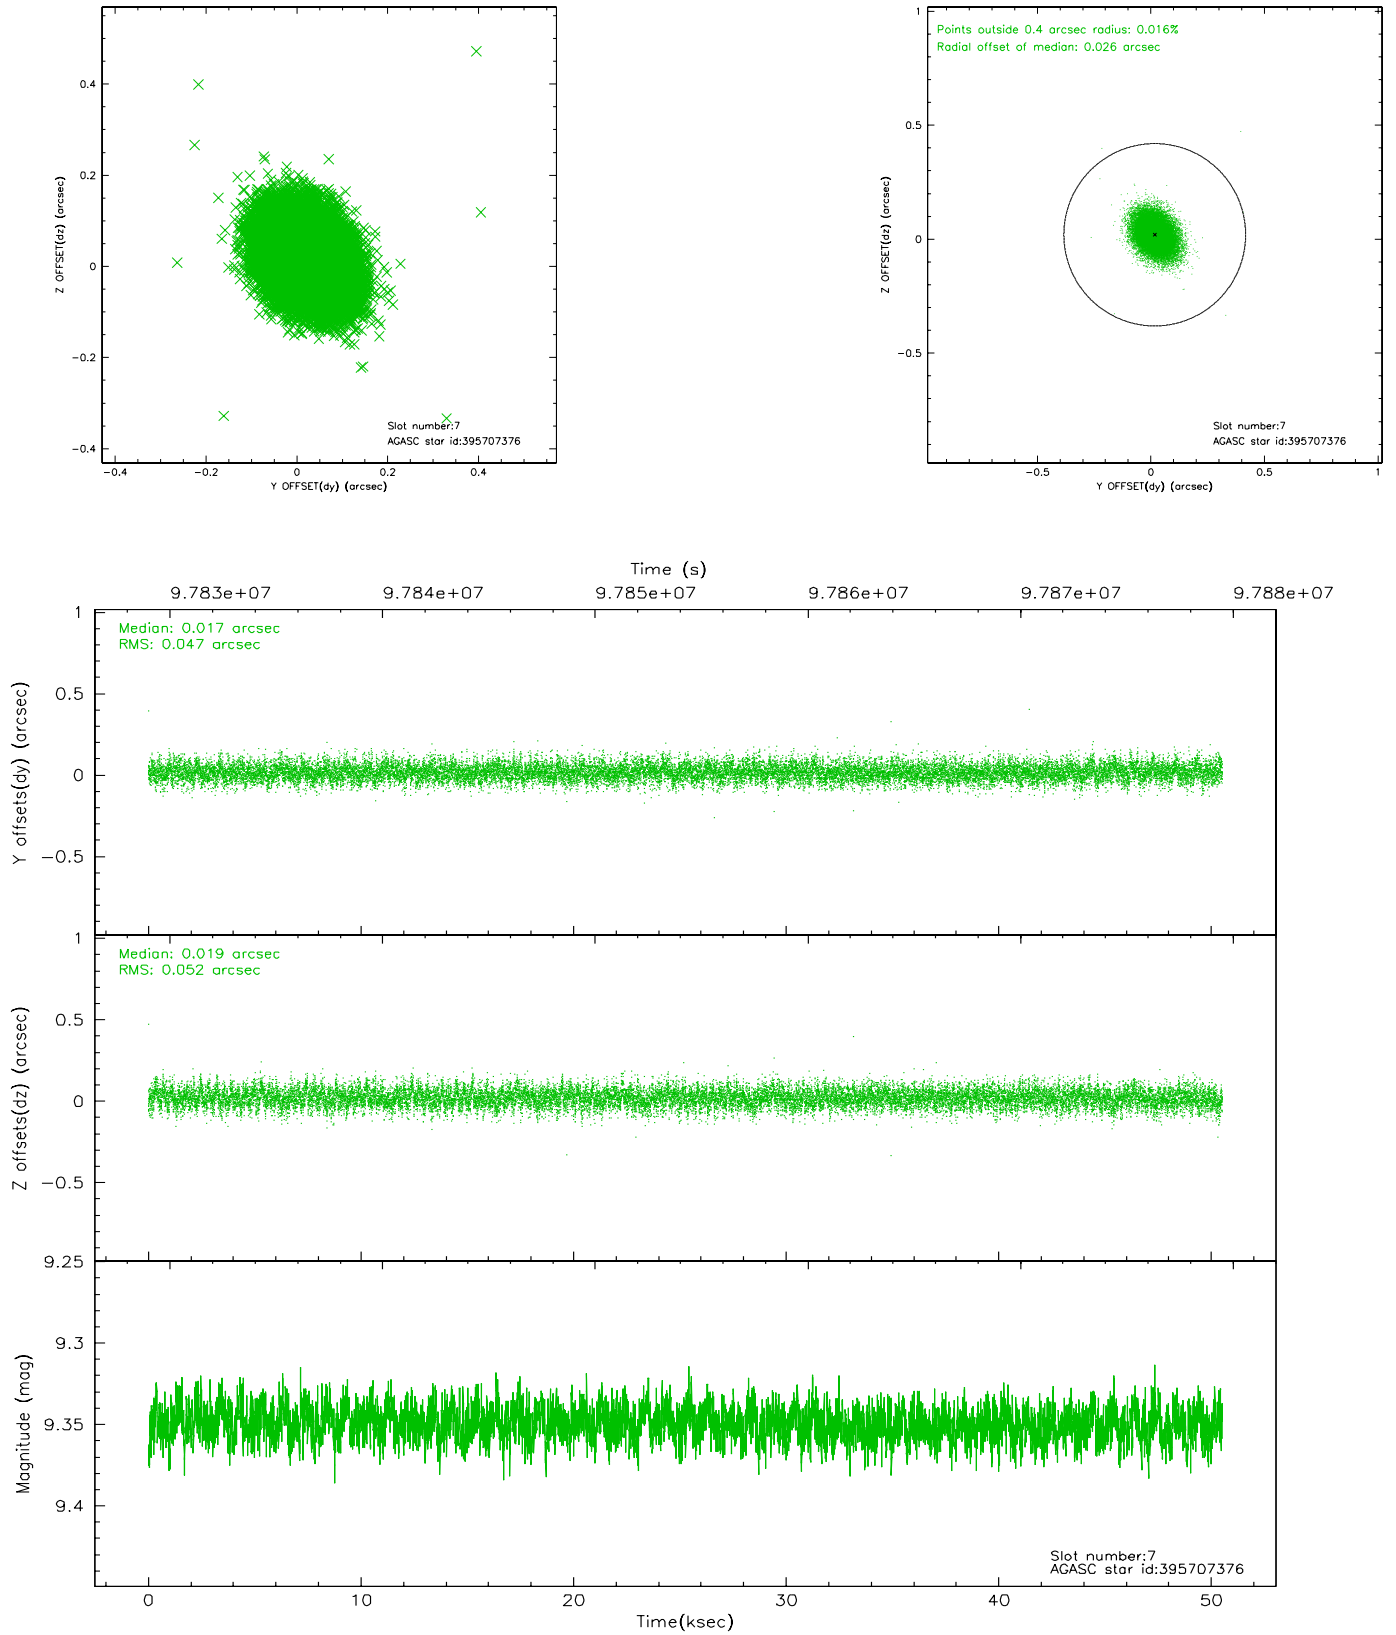 0.4
0.2
0
−0.2
−0.4
Z OFFSET(dz) (arcsec)
Slot number:7
AGASC star id:395707376
−0.4 −0.2 0 0.2 0.4
Y OFFSET(dy) (arcsec)
Points outside 0.4 arcsec radius: 0.016%
Radial offset of median: 0.026 arcsec
1
0.5
0
−0.5
Z OFFSET(dz) (arcsec)
Slot number:7
AGASC star id:395707376
−0.5 0 0.5 1
Y OFFSET(dy) (arcsec)
Time (s)
9.783e+07 9.784e+07 9.785e+07 9.786e+07 9.787e+07 9.788e+07
Median: 0.017 arcsec
RMS: 0.047 arcsec
1
0.5
0
−0.5
Y offsets(dy) (arcsec)
Median: 0.019 arcsec
RMS: 0.052 arcsec
1
0.5
0
−0.5
Z offsets(dz) (arcsec)
9.25
9.3
9.35
9.4
Magnitude (mag)
Slot number:7
AGASC star id:395707376
0 10 20 30 40 50
Time(ksec)